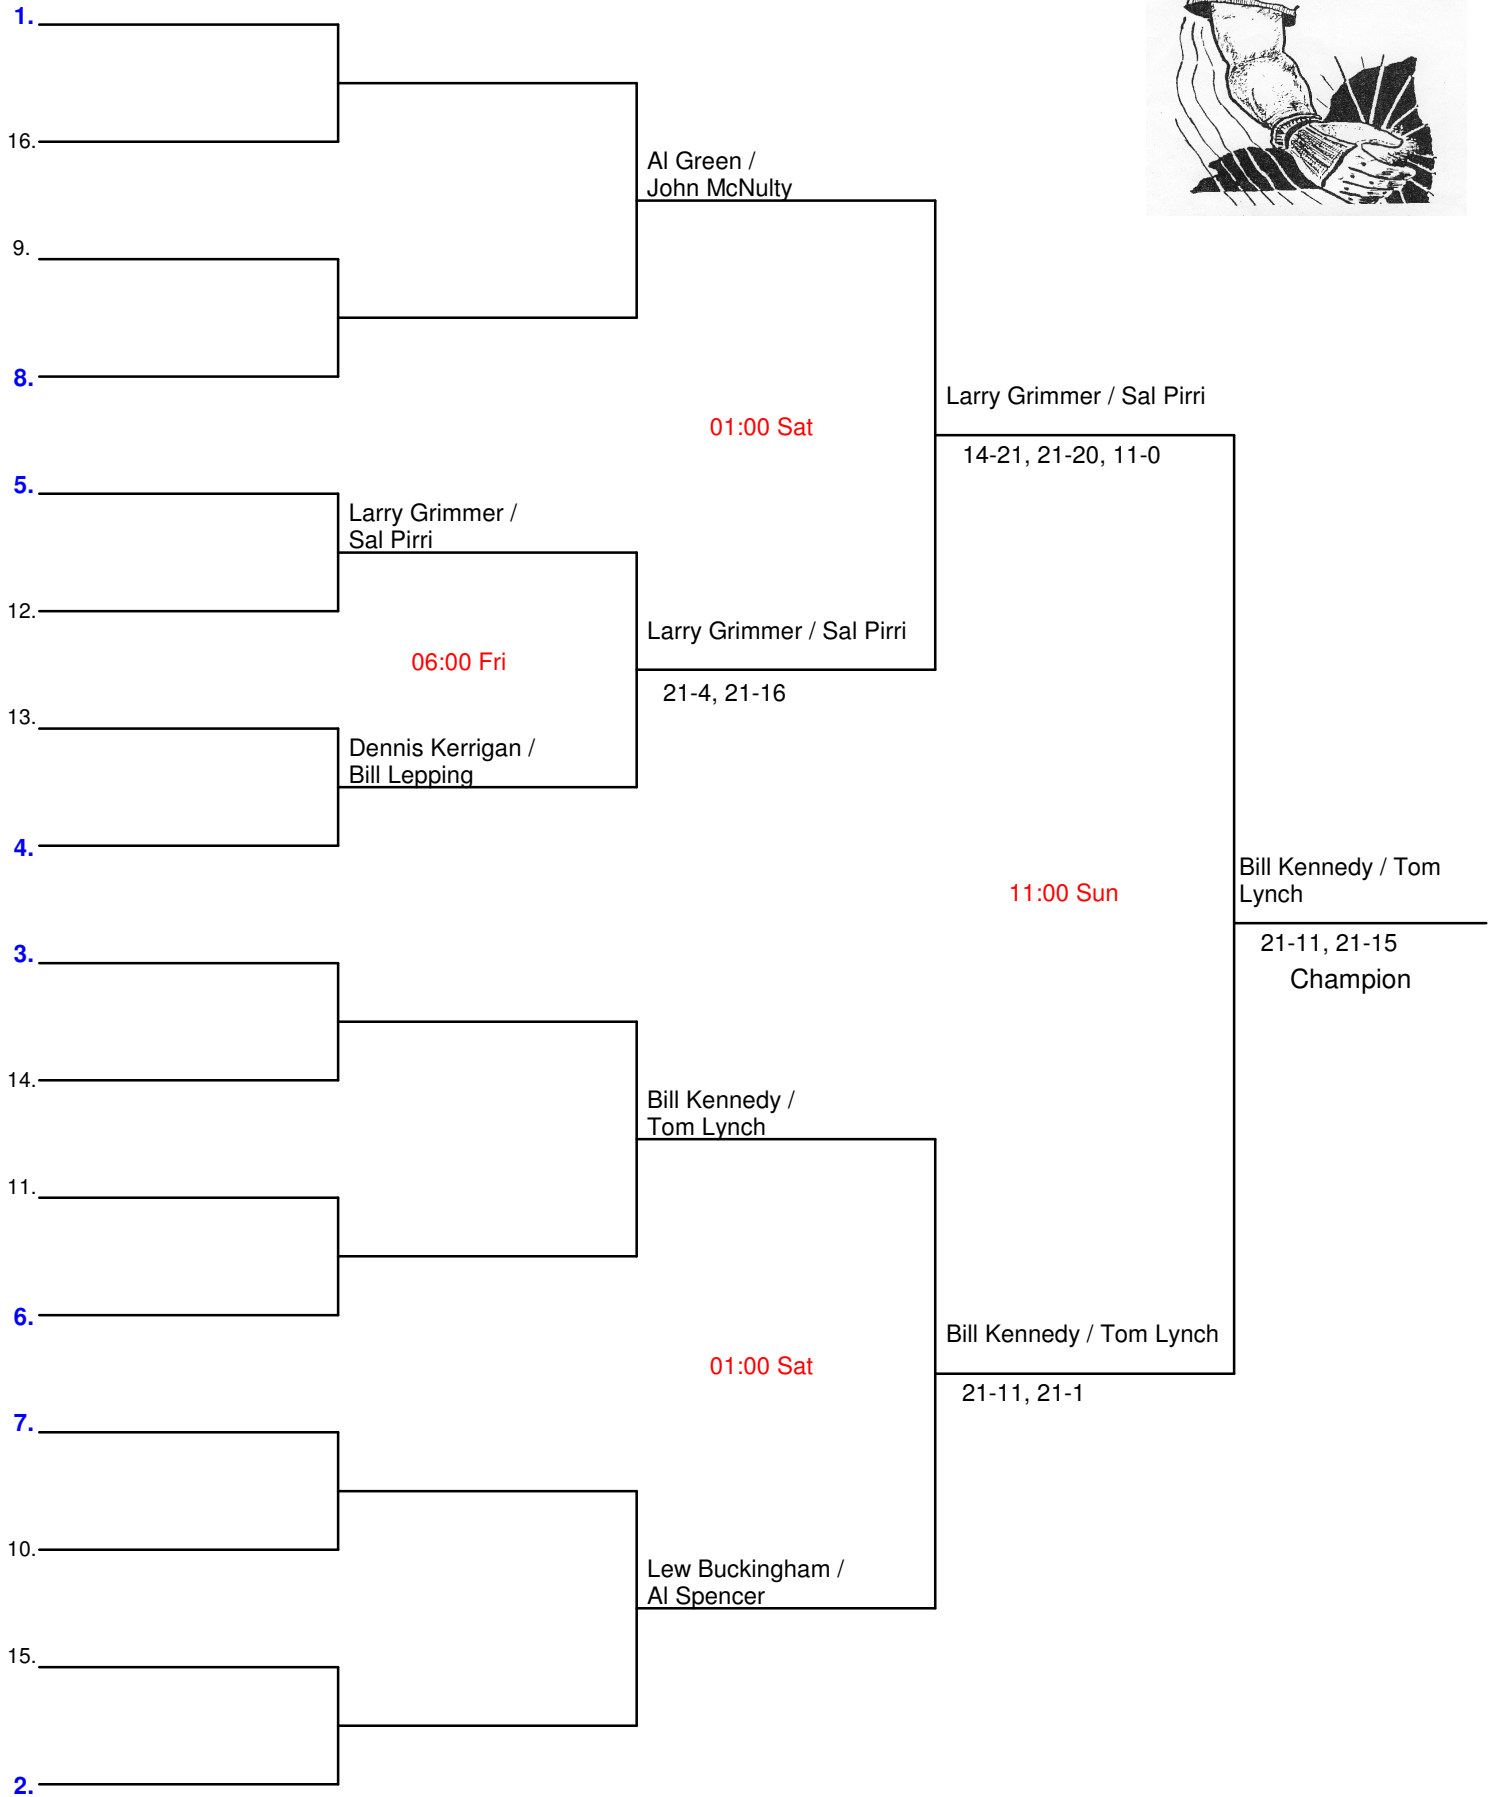 1.
16.
Al Green /
John McNulty
9.
8.
Larry Grimmer / Sal Pirri
01:00 Sat
14-21, 21-20, 11-0
5.
Larry Grimmer /
Sal Pirri
12.
Larry Grimmer / Sal Pirri
06:00 Fri
21-4, 21-16
13.
Dennis Kerrigan /
Bill Lepping
4.
Bill Kennedy / Tom
Lynch
11:00 Sun
21-11, 21-15
Champion
3.
14.
Bill Kennedy /
Tom Lynch
11.
6.
Bill Kennedy / Tom Lynch
01:00 Sat
21-11, 21-1
7.
10.
Lew Buckingham /
Al Spencer
15.
2.